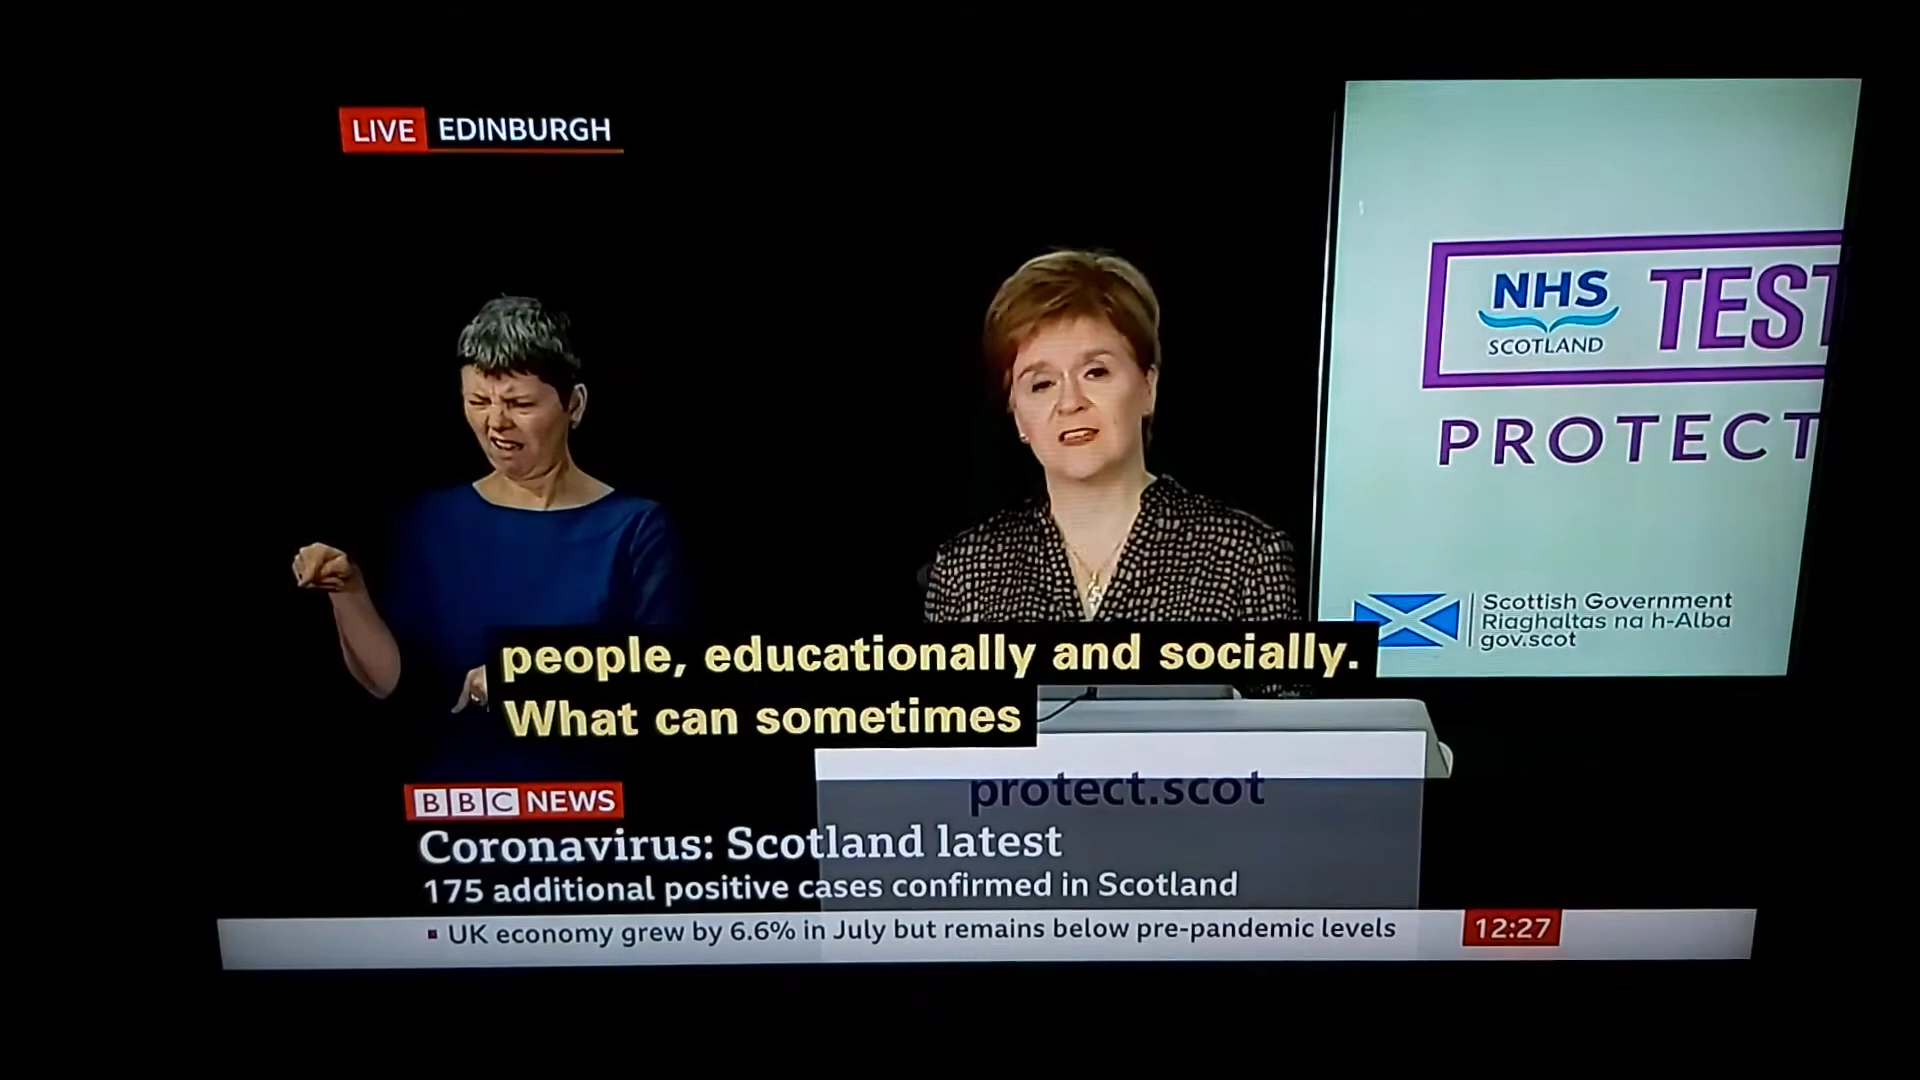 LIVE EDINBURGH
NHS
SCOTLAND
TEST
PROTECT
Scottish Government
Riaghaltas na h-Alba
gov.scot
people, educationally and socially.
What can sometimes
protect.scot
BBC NEWS
Coronavirus: Scotland latest
175 additional positive cases confirmed in Scotland
UK economy grew by 6.6% in July but remains below pre-pandemic levels
12:27